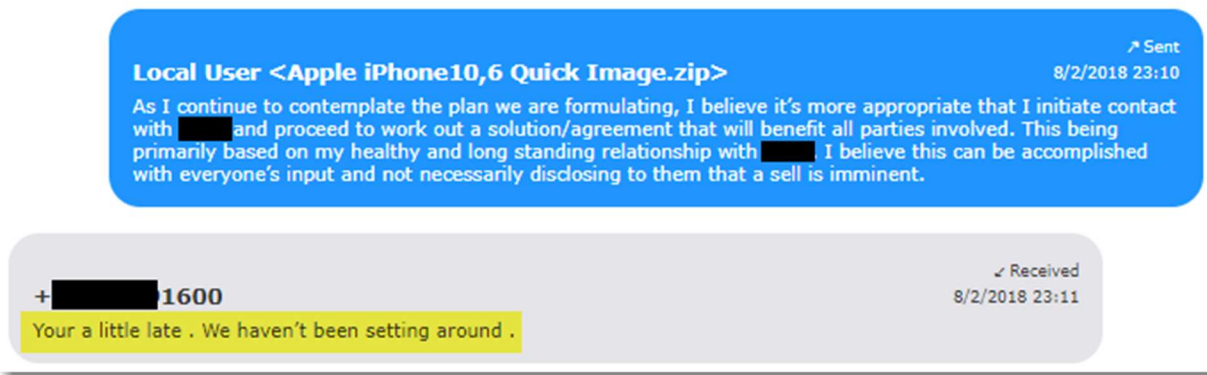 ↗ Sent
Local User <Apple iPhone10,6 Quick Image.zip>
8/2/2018 23:10
As I continue to contemplate the plan we are formulating, I believe it's more appropriate that I initiate contact
with and proceed to work out a solution/agreement that will benefit all parties involved. This being
primarily based on my healthy and long standing relationship with . I believe this can be accomplished
with everyone's input and not necessarily disclosing to them that a sell is imminent.
↙ Received
+ 1600
8/2/2018 23:11
Your a little late . We haven't been setting around .